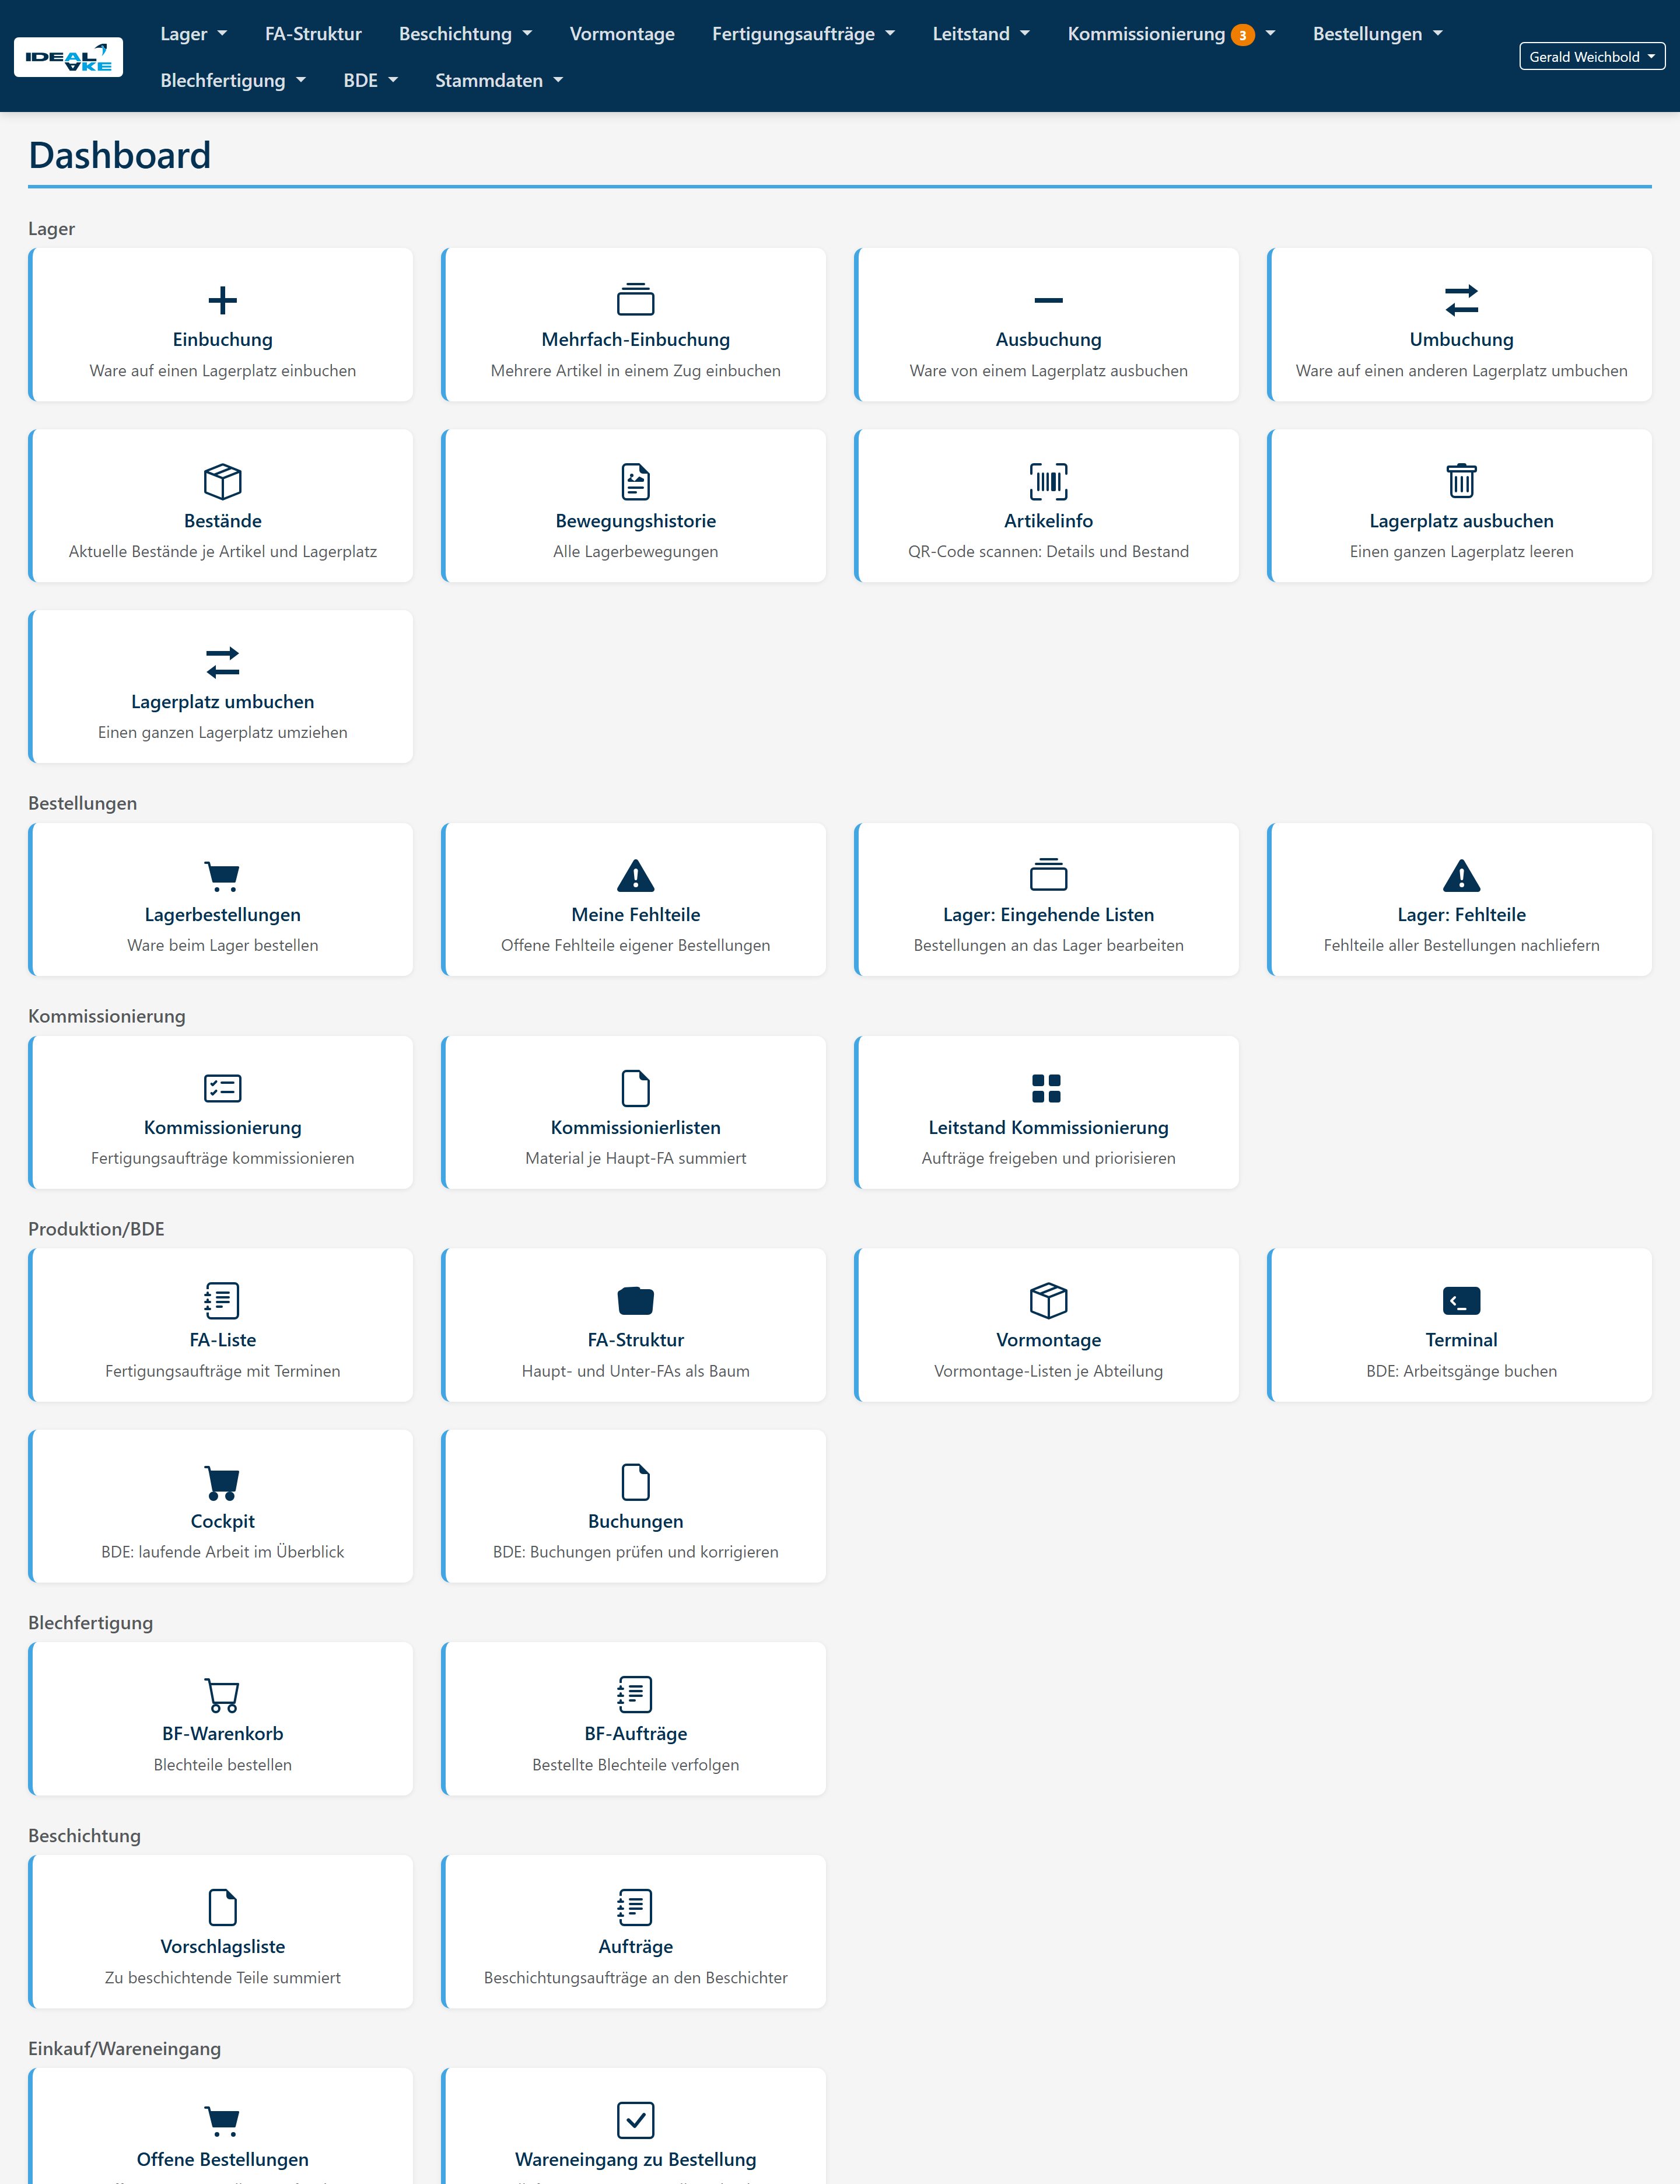 IDEAL AKE
Lager
FA-Struktur
Beschichtung
Vormontage
Fertigungsaufträge
Leitstand
Kommissionierung 3
Bestellungen
Blechfertigung
BDE
Stammdaten
Gerald Weichbold
Dashboard
Lager
Einbuchung
Ware auf einen Lagerplatz einbuchen
Mehrfach-Einbuchung
Mehrere Artikel in einem Zug einbuchen
Ausbuchung
Ware von einem Lagerplatz ausbuchen
Umbuchung
Ware auf einen anderen Lagerplatz umbuchen
Bestände
Aktuelle Bestände je Artikel und Lagerplatz
Bewegungshistorie
Alle Lagerbewegungen
Artikelinfo
QR-Code scannen: Details und Bestand
Lagerplatz ausbuchen
Einen ganzen Lagerplatz leeren
Lagerplatz umbuchen
Einen ganzen Lagerplatz umziehen
Bestellungen
Lagerbestellungen
Ware beim Lager bestellen
Meine Fehlteile
Offene Fehlteile eigener Bestellungen
Lager: Eingehende Listen
Bestellungen an das Lager bearbeiten
Lager: Fehlteile
Fehlteile aller Bestellungen nachliefern
Kommissionierung
Kommissionierung
Fertigungsaufträge kommissionieren
Kommissionierlisten
Material je Haupt-FA summiert
Leitstand Kommissionierung
Aufträge freigeben und priorisieren
Produktion/BDE
FA-Liste
Fertigungsaufträge mit Terminen
FA-Struktur
Haupt- und Unter-FAs als Baum
Vormontage
Vormontage-Listen je Abteilung
Terminal
BDE: Arbeitsgänge buchen
Cockpit
BDE: laufende Arbeit im Überblick
Buchungen
BDE: Buchungen prüfen und korrigieren
Blechfertigung
BF-Warenkorb
Blechteile bestellen
BF-Aufträge
Bestellte Blechteile verfolgen
Beschichtung
Vorschlagsliste
Zu beschichtende Teile summiert
Aufträge
Beschichtungsaufträge an den Beschichter
Einkauf/Wareneingang
Offene Bestellungen
Wareneingang zu Bestellung